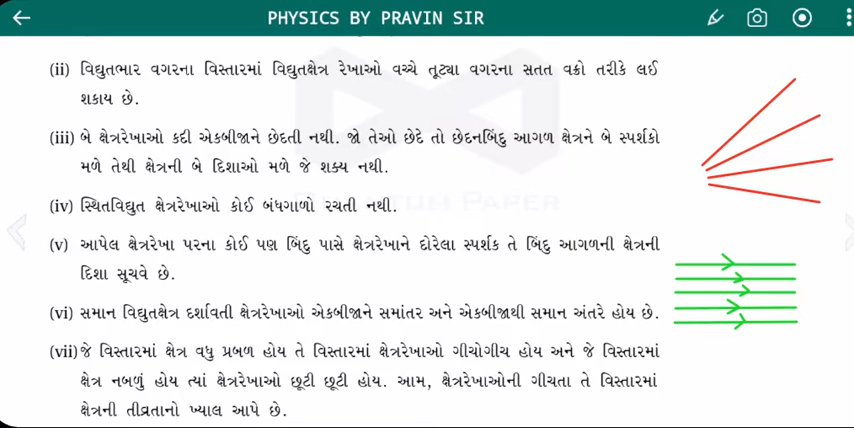 PHYSICS BY PRAVIN SIR
(ii) વિદ્યુતભાર વગરના વિસ્તારમાં વિદ્યુતક્ષેત્ર રેખાઓ વચ્ચે તૂટ્યા વગરના સતત વક્રો તરીકે લઈ
શકાય છે.
(iii) બે ક્ષેત્રરેખાઓ કદી એકબીજાને છેદતી નથી. જો તેઓ છેદે તો છેદનબિંદુ આગળ ક્ષેત્રને બે સ્પર્શકો
મળે તેથી ક્ષેત્રની બે દિશાઓ મળે જે શક્ય નથી.
(iv) સ્થિતવિદ્યુત ક્ષેત્રરેખાઓ કોઈ બંધગાળો રચતી નથી.
(v) આપેલ ક્ષેત્રરેખા પરના કોઈ પણ બિંદુ પાસે ક્ષેત્રરેખાને દોરેલા સ્પર્શક તે બિંદુ આગળની ક્ષેત્રની
દિશા સૂચવે છે.
(vi) સમાન વિદ્યુતક્ષેત્ર દર્શાવતી ક્ષેત્રરેખાઓ એકબીજાને સમાંતર અને એકબીજાથી સમાન અંતરે હોય છે.
(vii) જે વિસ્તારમાં ક્ષેત્ર વધુ પ્રબળ હોય તે વિસ્તારમાં ક્ષેત્રરેખાઓ ગીચોગીચ હોય અને જે વિસ્તારમાં
ક્ષેત્ર નબળું હોય ત્યાં ક્ષેત્રરેખાઓ છૂટી છૂટી હોય. આમ, ક્ષેત્રરેખાઓની ગીચતા તે વિસ્તારમાં
ક્ષેત્રની તીવ્રતાનો ખ્યાલ આપે છે.